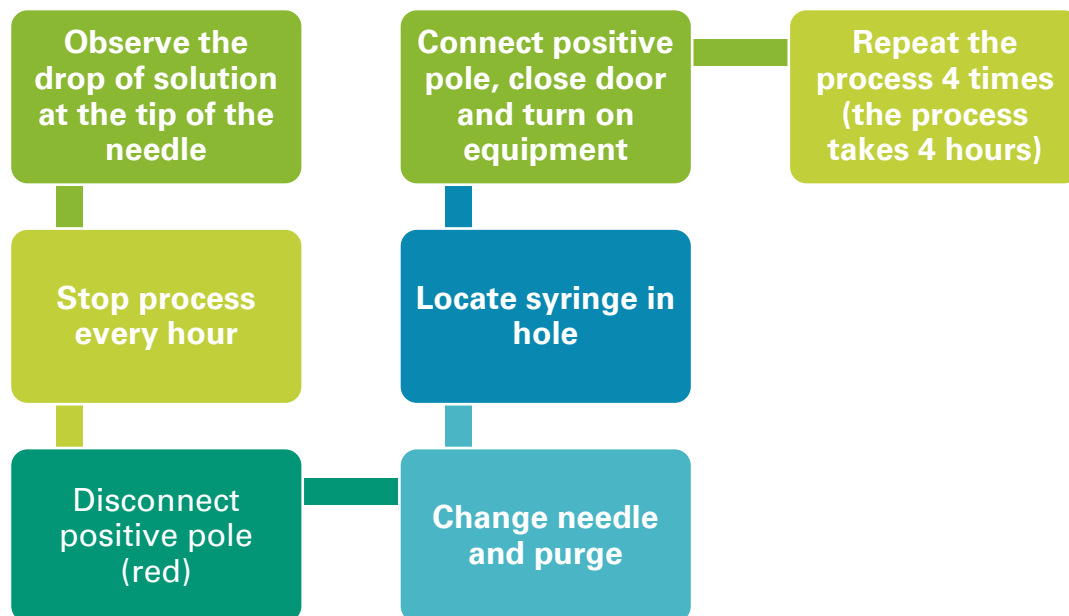 Observe the
drop of solution
at the tip of the
needle
Stop process
every hour
Disconnect
positive pole
(red)
Change needle
and purge
Locate syringe in
hole
Connect positive
pole, close door
and turn on
equipment
Repeat the
process 4 times
(the process
takes 4 hours)